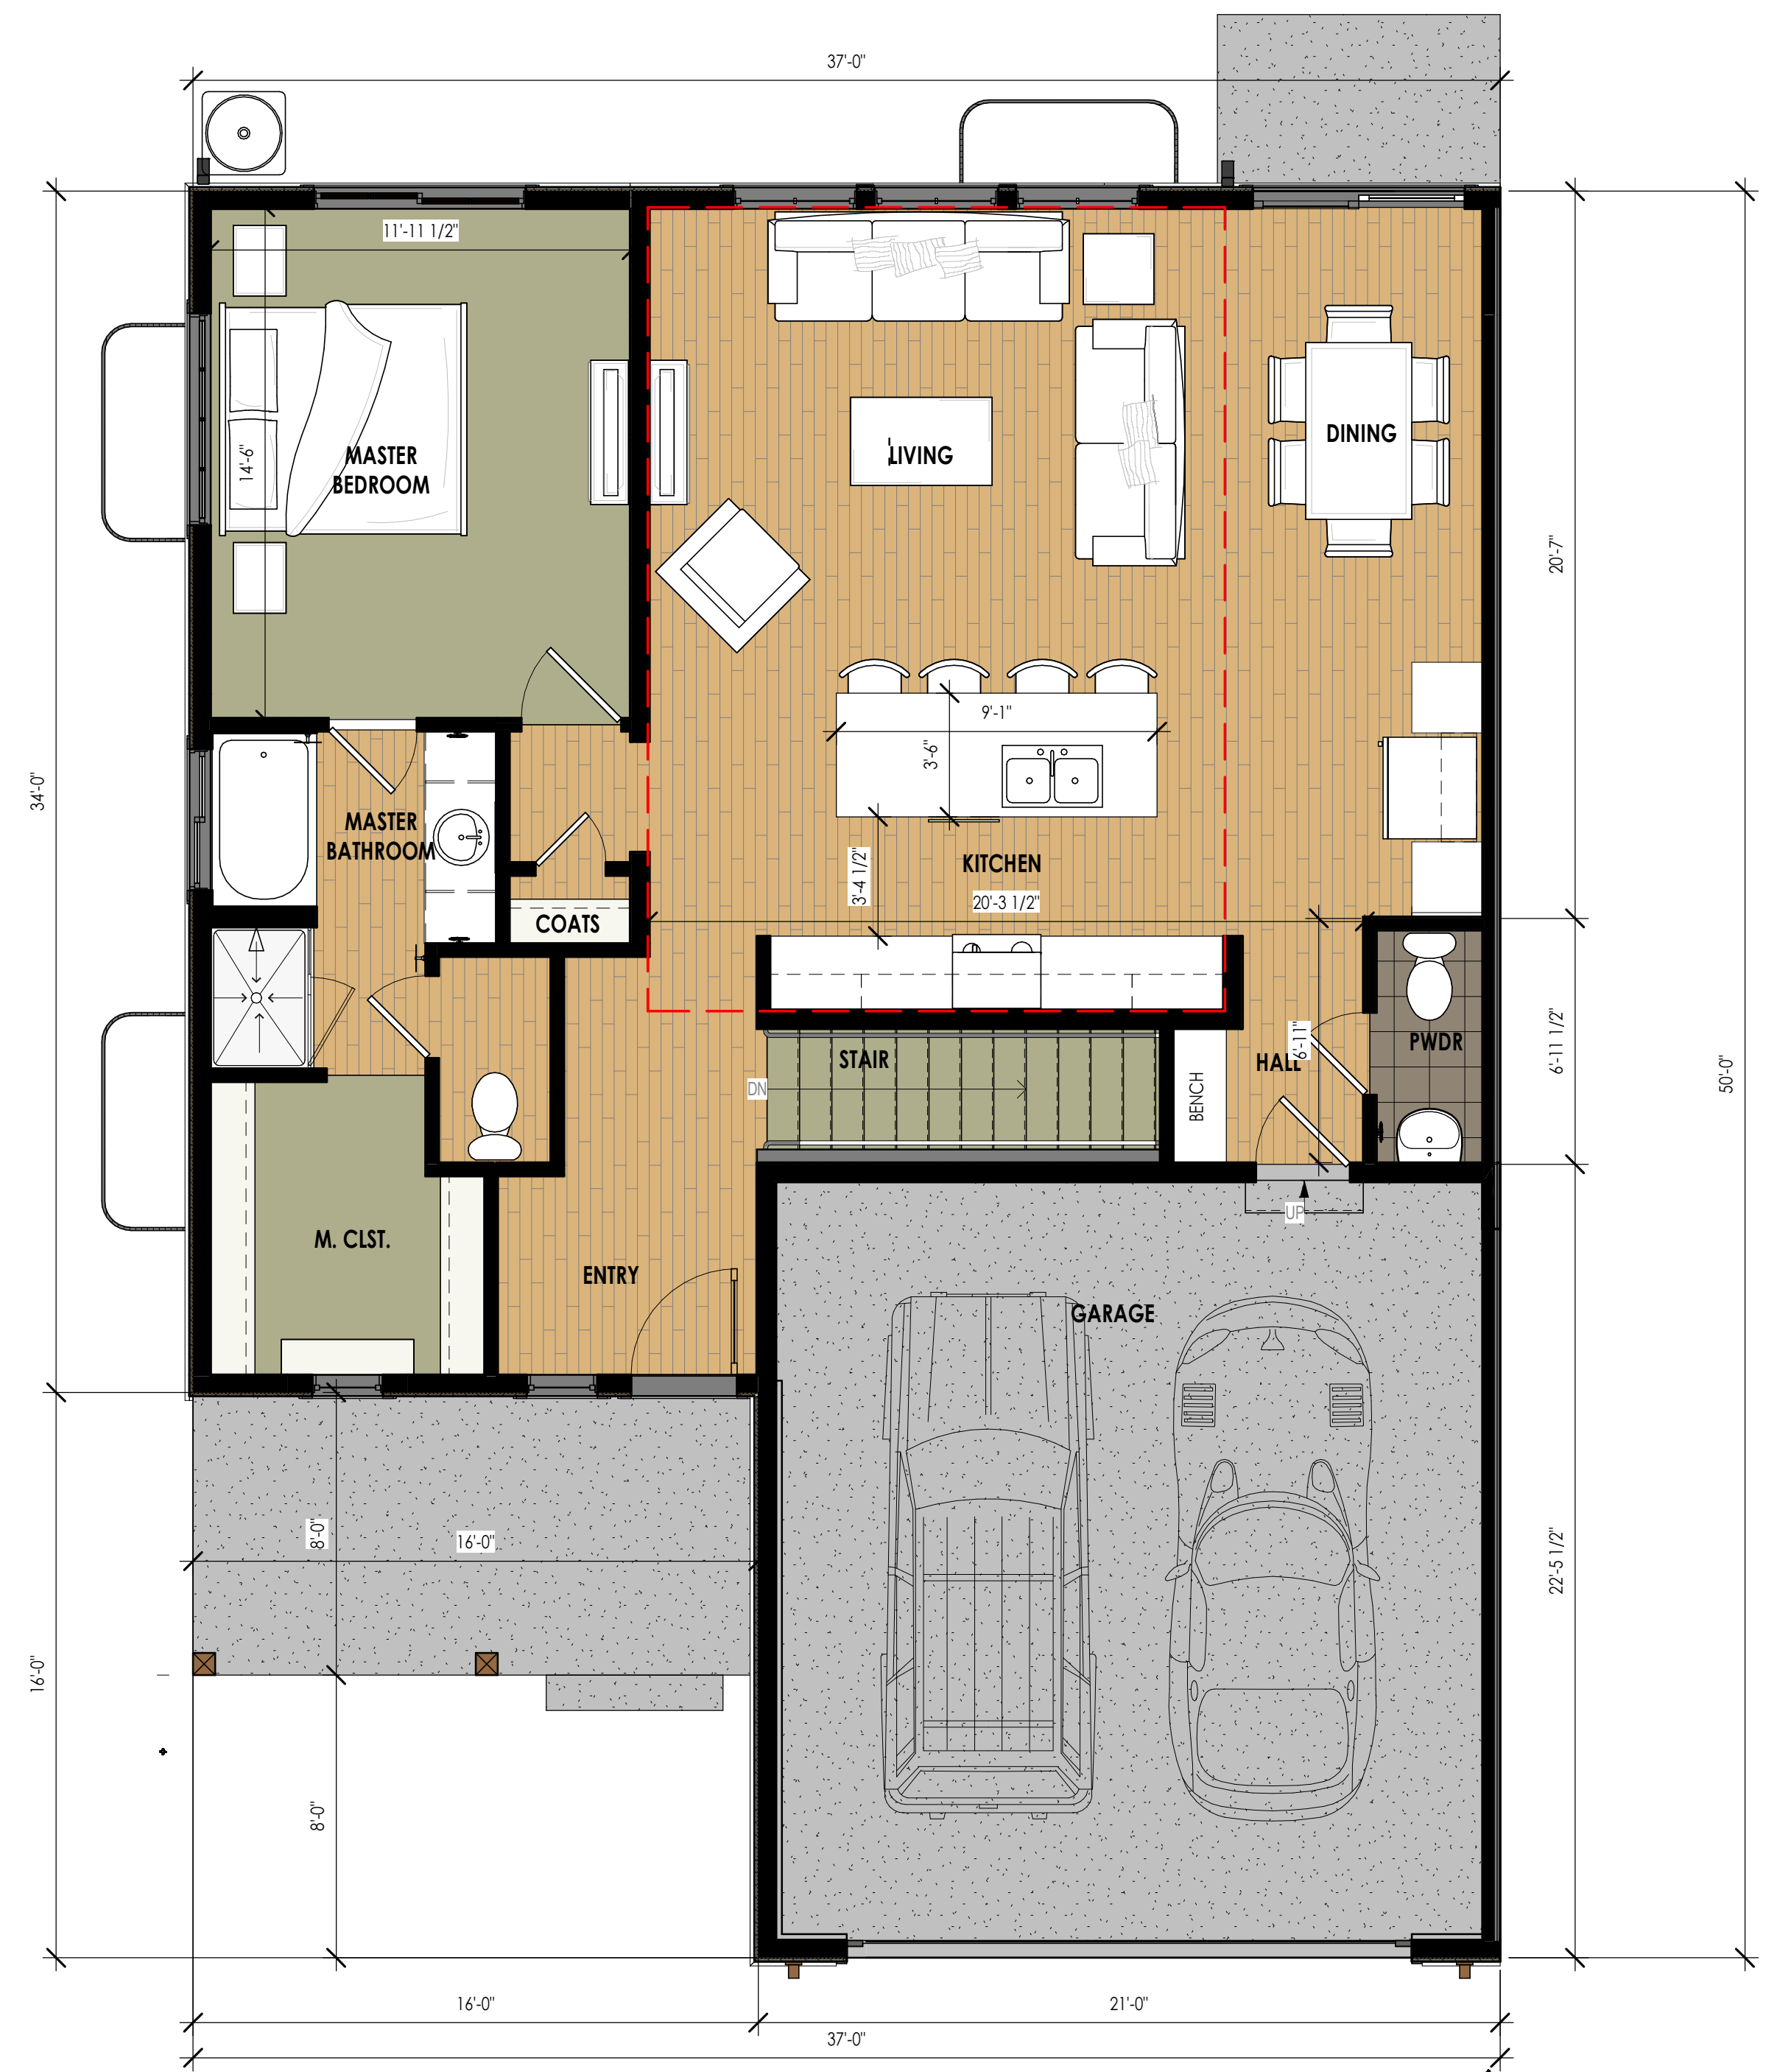 37'-0"
11'-11 1/2"
14'-6"
MASTER
BEDROOM
LIVING
DINING
20'-7"
9'-1"
3'-6"
34'-0"
MASTER
BATHROOM
KITCHEN
3'-4 1/2"
20'-3 1/2"
COATS
STAIR
DN
BENCH
HALL
6'-11"
PWDR
6'-11 1/2"
50'-0"
UP
M. CLST.
ENTRY
GARAGE
8'-0"
16'-0"
22'-5 1/2"
16'-0"
8'-0"
16'-0"
21'-0"
37'-0"